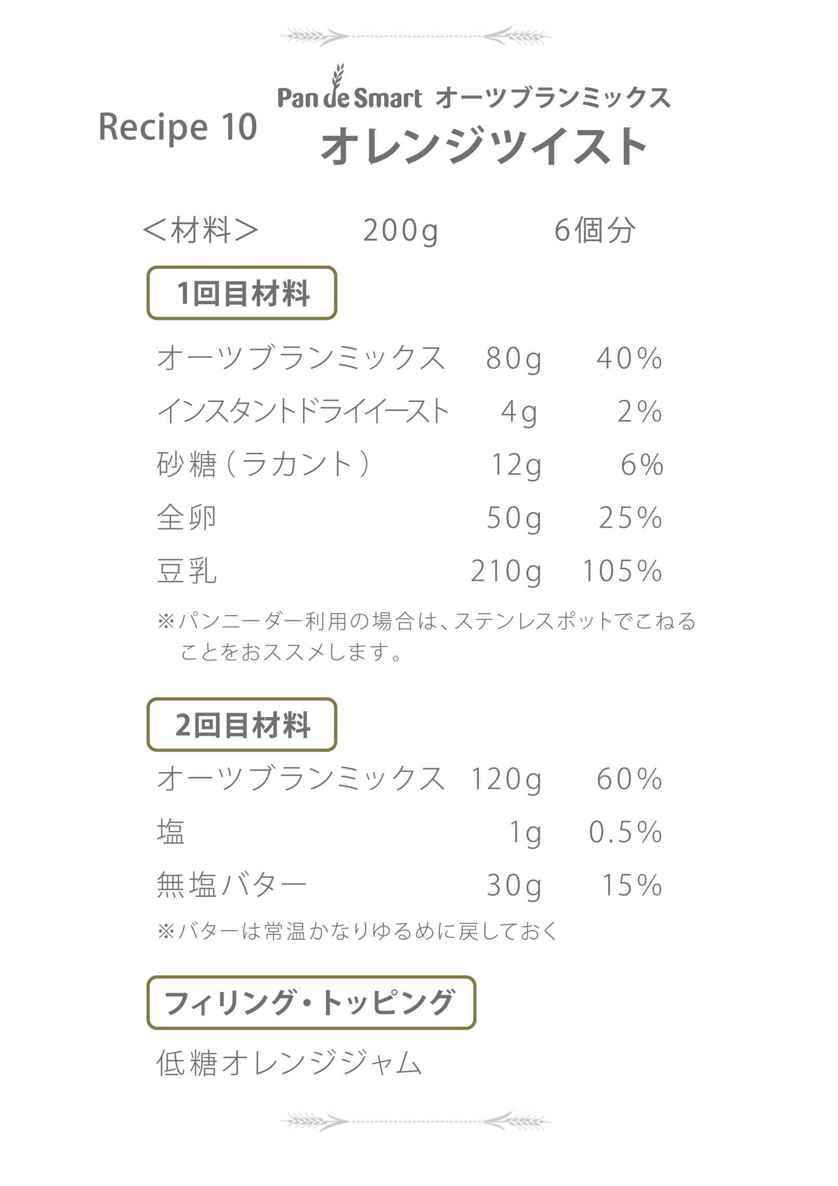 Pan de Smart オーツブランミックス
Recipe 10
オレンジツイスト
＜材料＞ 200g 6個分
1回目材料
オーツブランミックス 80g 40%
インスタントドライイースト 4g 2%
砂糖（ラカント） 12g 6%
全卵 50g 25%
豆乳 210g 105%
※パンニーダー利用の場合は、ステンレスポットでこねる
ことをおススメします。
2回目材料
オーツブランミックス 120g 60%
塩 1g 0.5%
無塩バター 30g 15%
※バターは常温かなりゆるめに戻しておく
フィリング・トッピング
低糖オレンジジャム